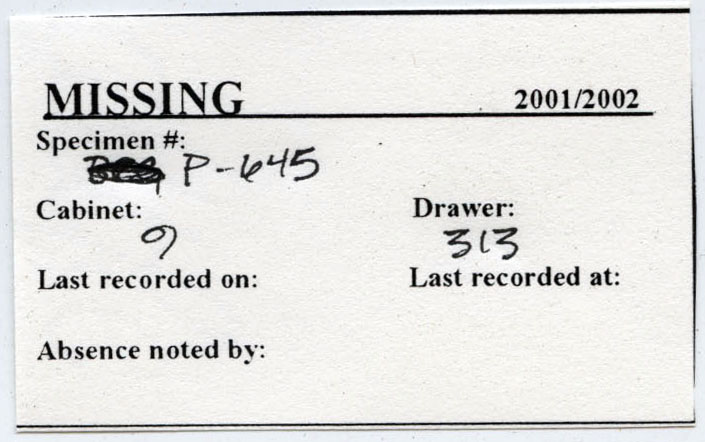 MISSING 2001/2002
Specimen #:
P-645
Cabinet: Drawer:
9 313
Last recorded on: Last recorded at:
Absence noted by: